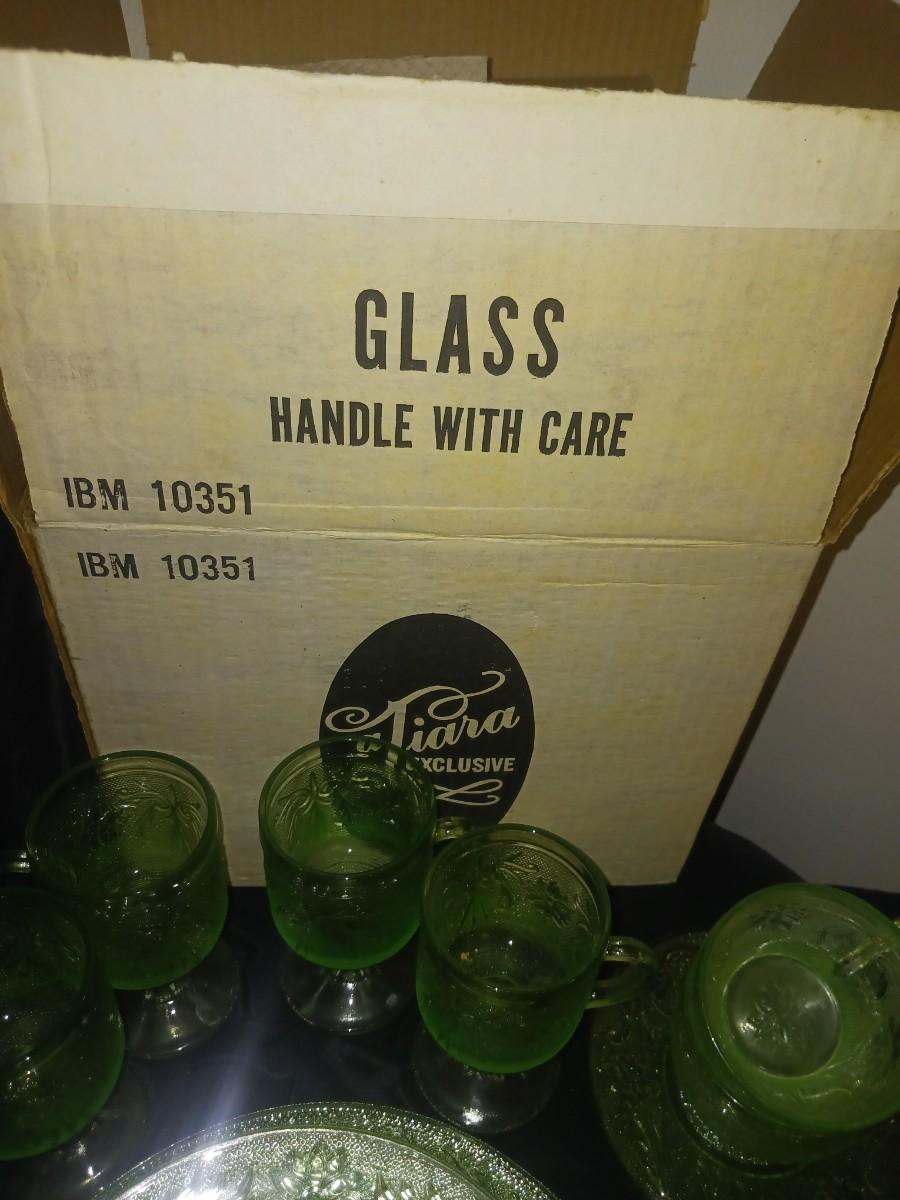 GLASS
HANDLE WITH CARE
IBM 10351
IBM 10351
a Tiara
EXCLUSIVE